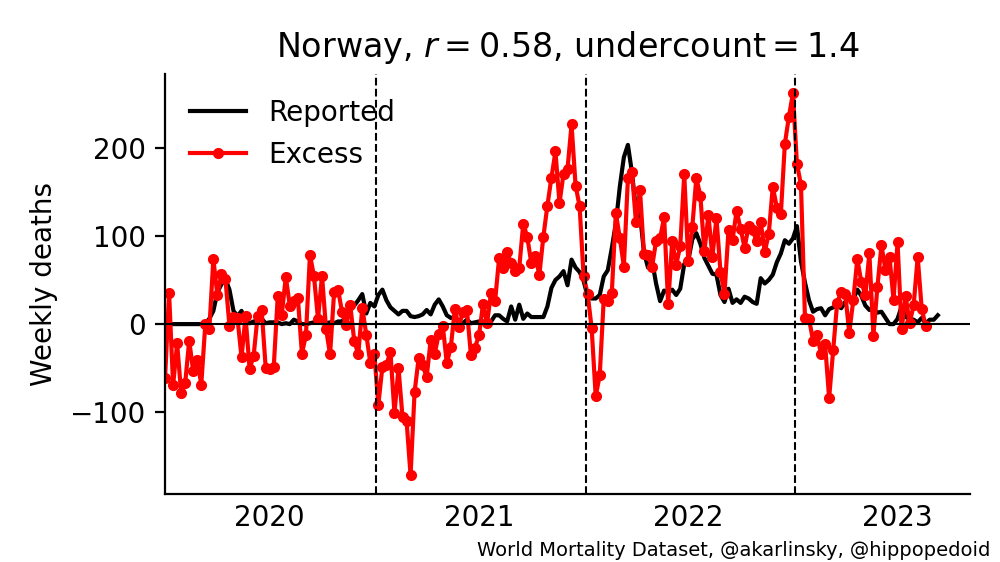 Norway, r = 0.58, undercount = 1.4
Reported
Excess
Weekly deaths
200
100
0
−100
2020 2021 2022 2023
World Mortality Dataset, @akarlinsky, @hippopedoid